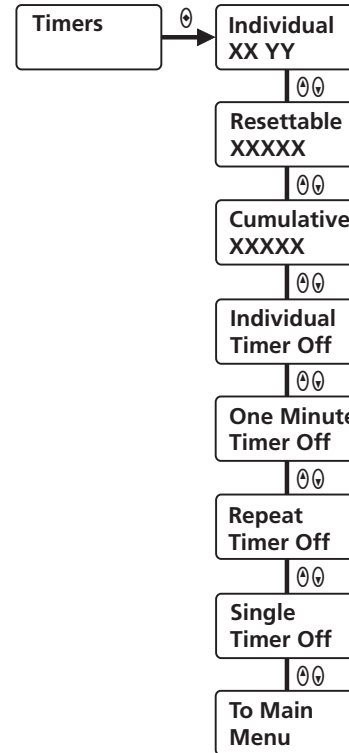 Timers
Individual
XX YY
Resettable
XXXXX
Cumulative
XXXXX
Individual
Timer Off
One Minute
Timer Off
Repeat
Timer Off
Single
Timer Off
To Main
Menu